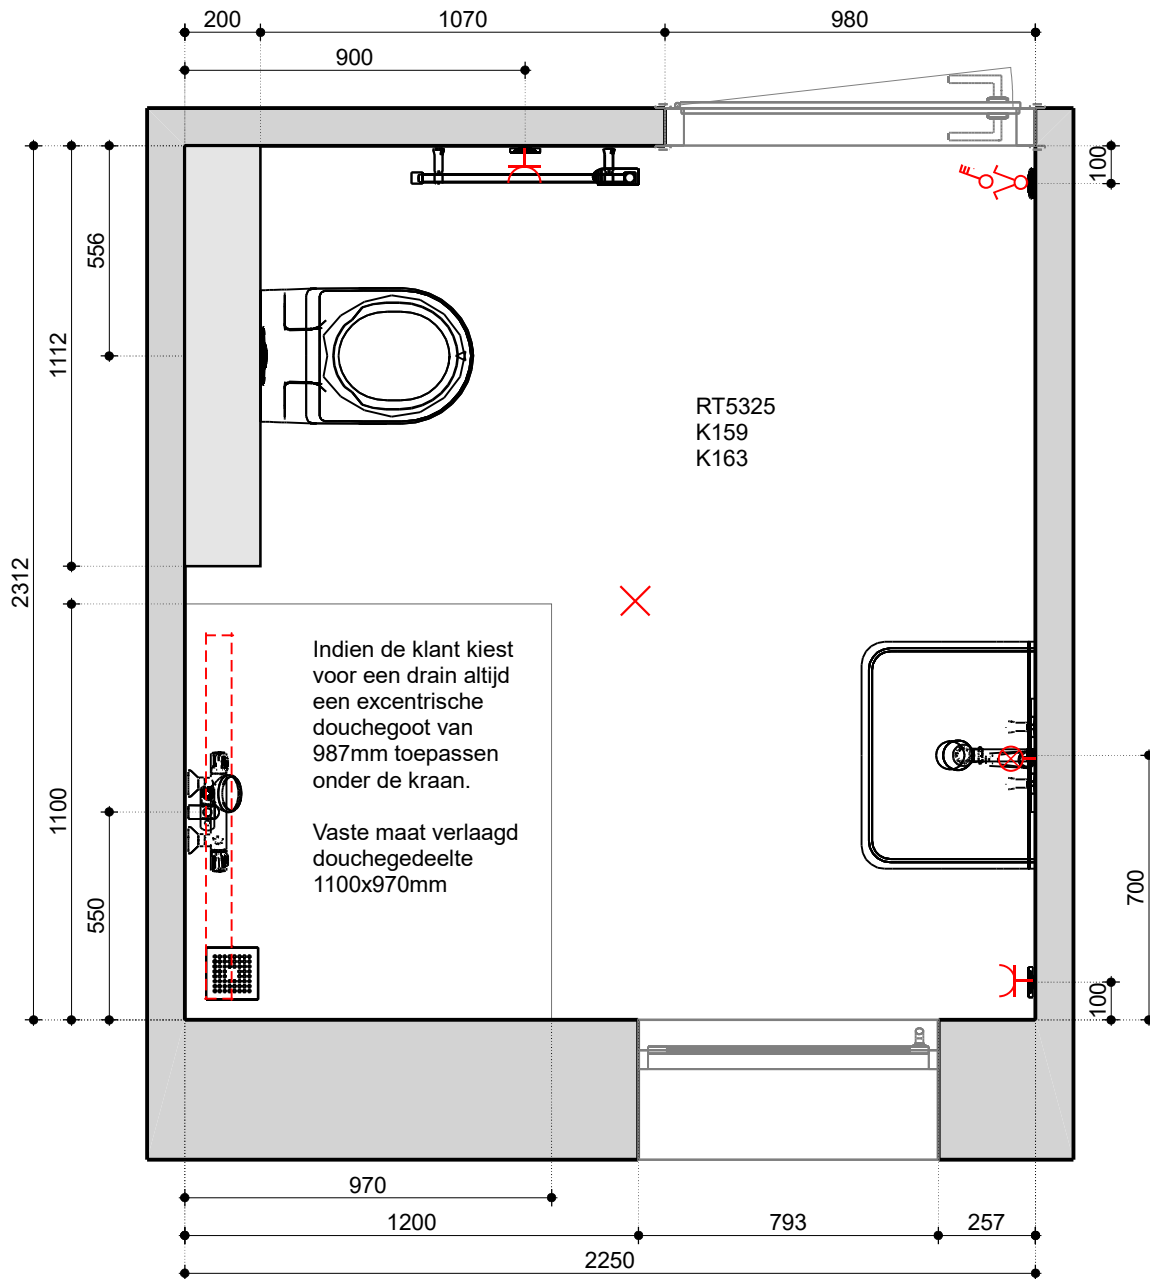 200
1070
980
900
100
556
1112
2312
RT5325
K159
K163
Indien de klant kiest
voor een drain altijd
een excentrische
douchegoot van
987mm toepassen
onder de kraan.
Vaste maat verlaagd
douchegedeelte
1100x970mm
1100
550
700
100
970
1200
793
257
2250